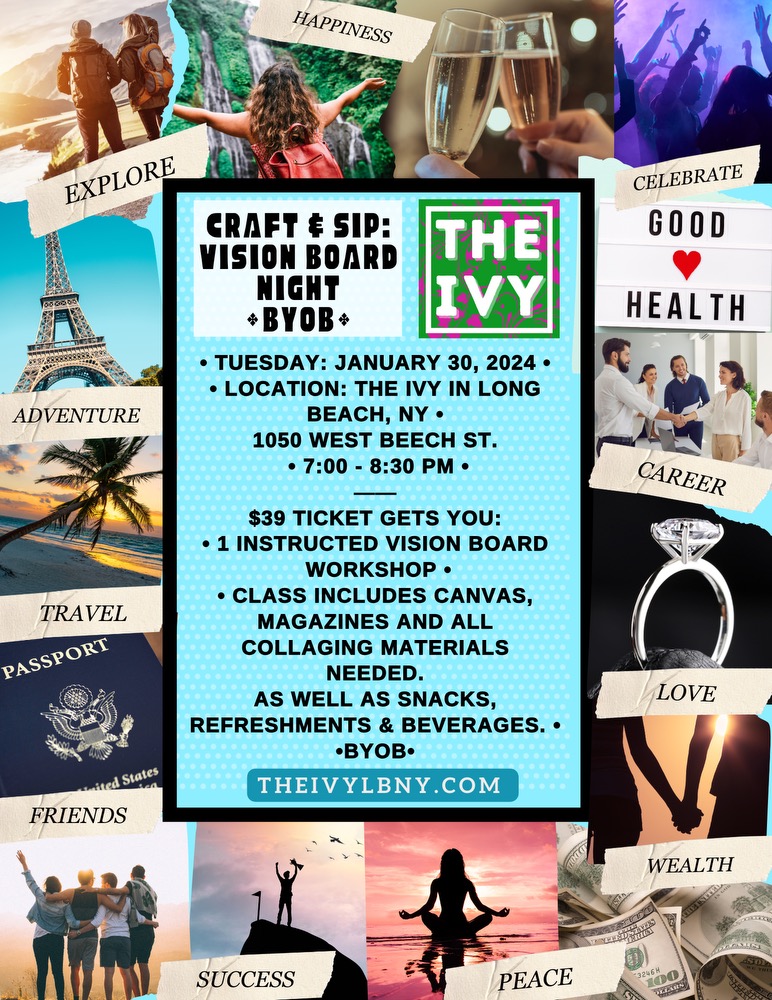 HAPPINESS
EXPLORE
CELEBRATE
CRAFT & SIP:
VISION BOARD
NIGHT
BYOB
THE
IVY
GOOD
HEALTH
• TUESDAY: JANUARY 30, 2024 •
• LOCATION: THE IVY IN LONG
BEACH, NY •
1050 WEST BEECH ST.
• 7:00 - 8:30 PM •
$39 TICKET GETS YOU:
• 1 INSTRUCTED VISION BOARD
WORKSHOP •
• CLASS INCLUDES CANVAS,
MAGAZINES AND ALL
COLLAGING MATERIALS
NEEDED.
AS WELL AS SNACKS,
REFRESHMENTS & BEVERAGES. •
•BYOB•
THEIVYLBNY.COM
ADVENTURE
CAREER
TRAVEL
PASSPORT
United States
LOVE
FRIENDS
WEALTH
100
SUCCESS
PEACE